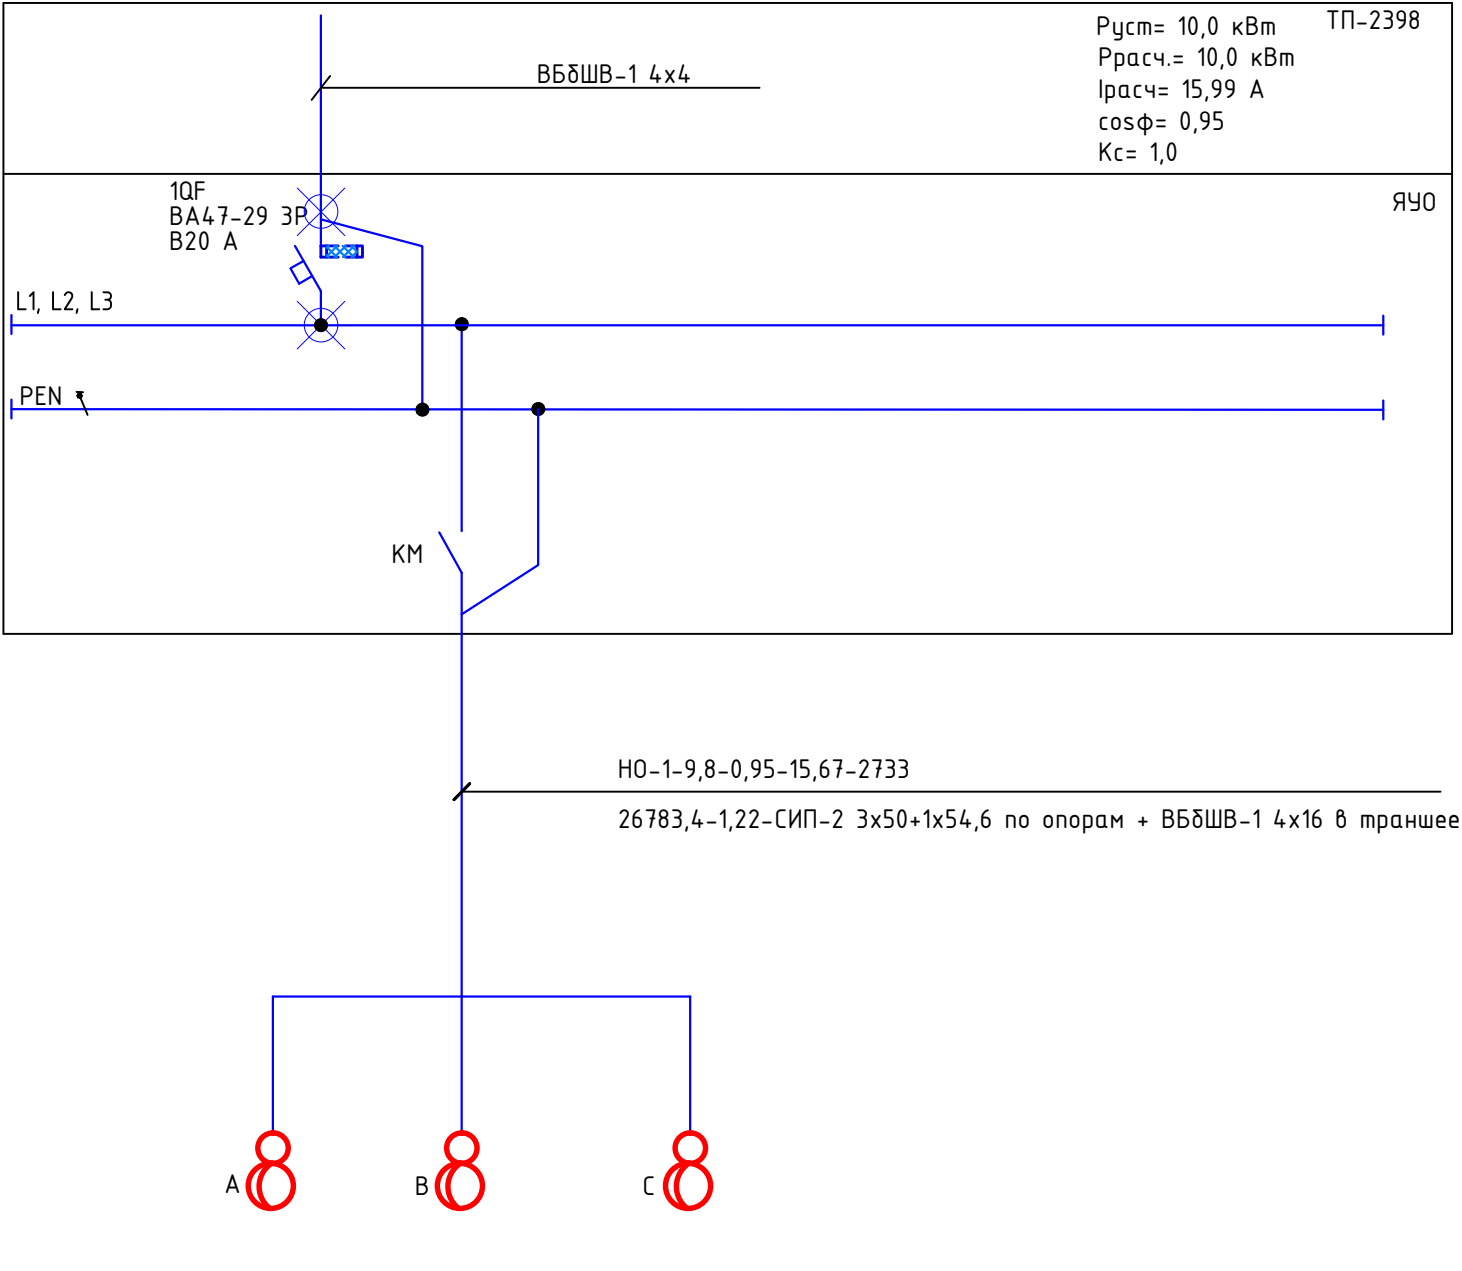 ТП-2398
Руст= 10,0 кВт
Ррасч.= 10,0 кВт
Iрасч= 15,99 А
cosф= 0,95
Кс= 1,0
ВБбШВ-1 4х4
ЯУО
1QF
ВА47-29 3Р
В20 А
L1, L2, L3
PEN
КМ
НО-1-9,8-0,95-15,67-2733
26783,4-1,22-СИП-2 3х50+1х54,6 по опорам + ВБбШВ-1 4х16 в траншее
А
В
С